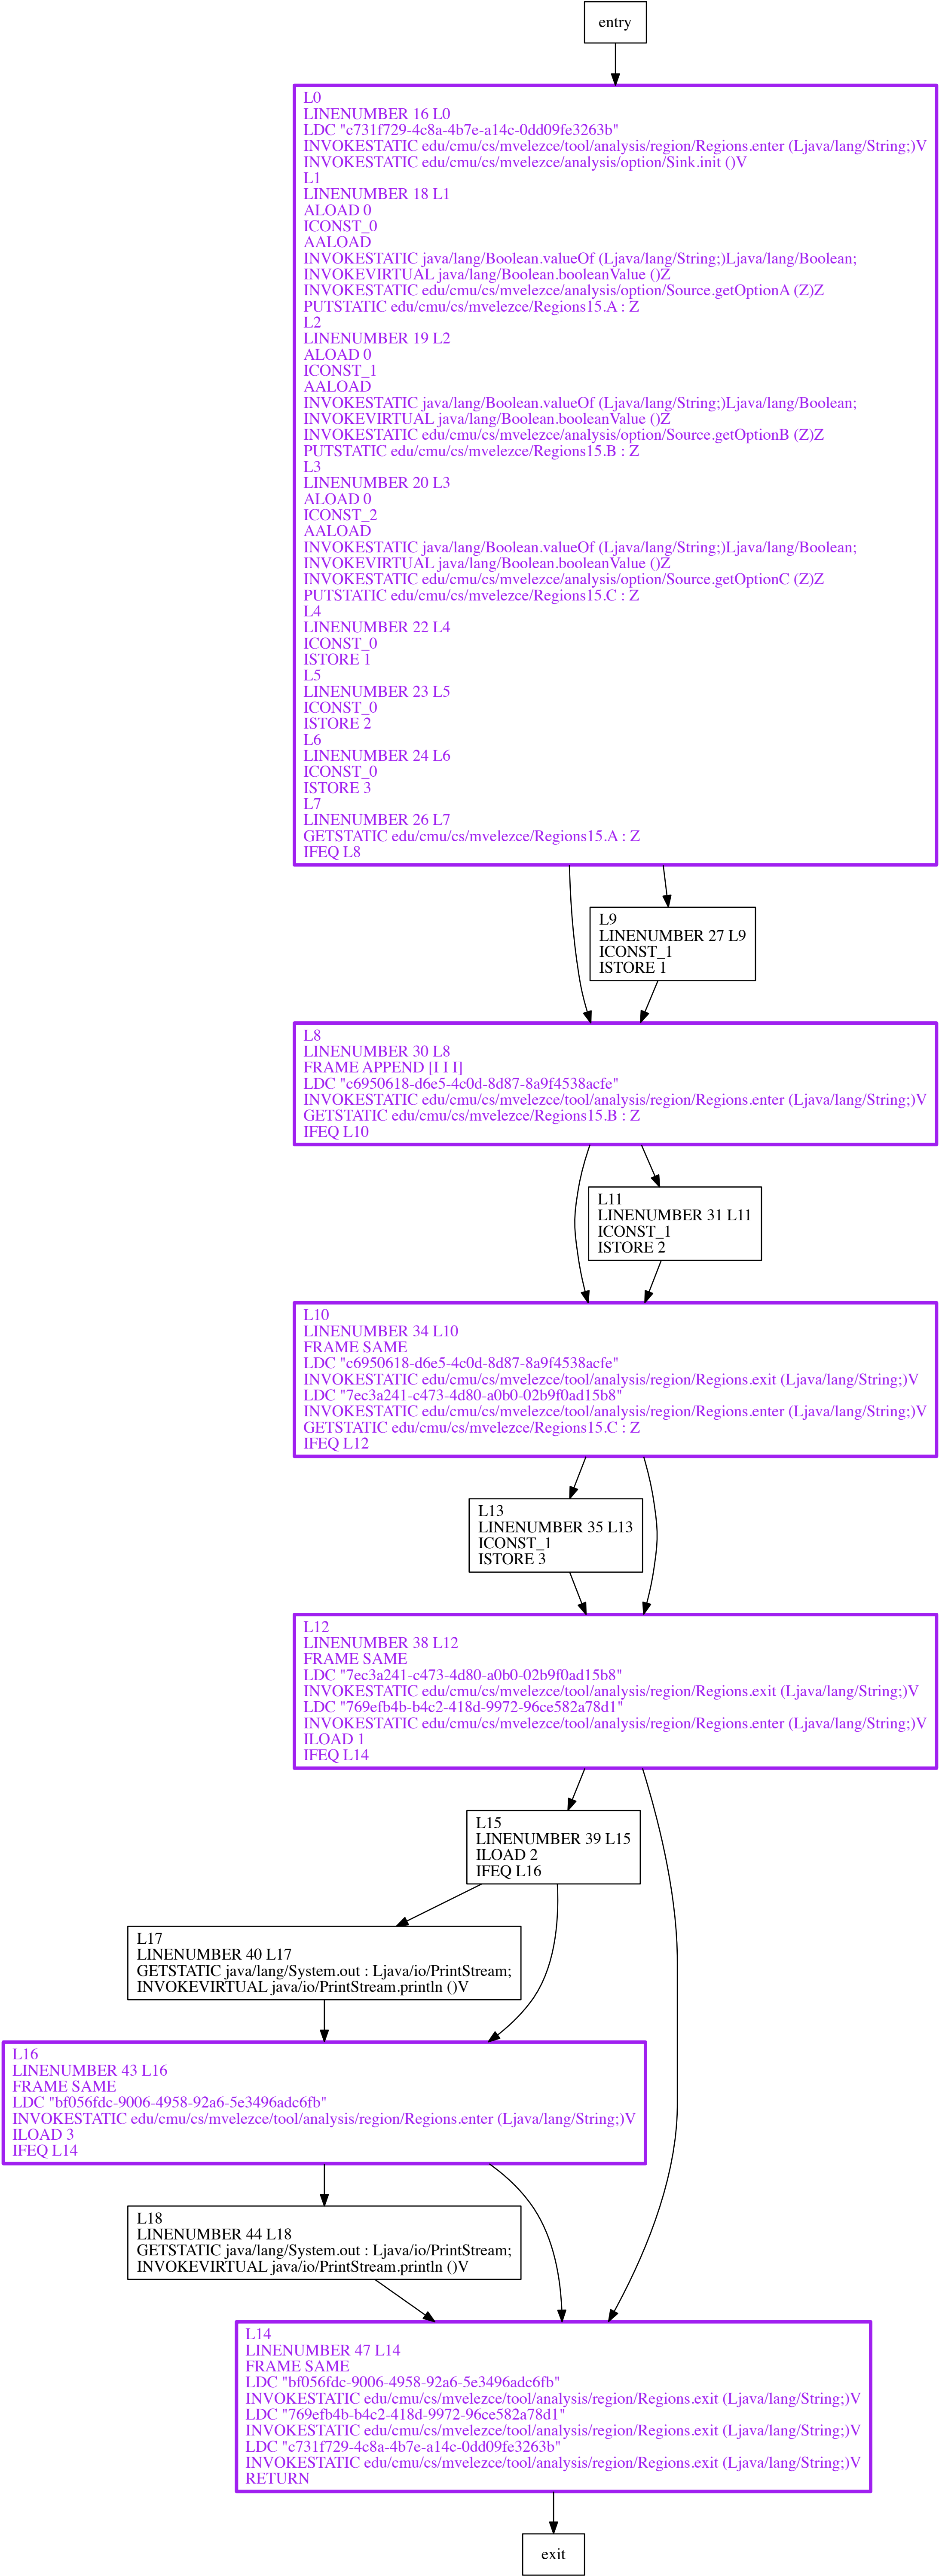 entry
L0
LINENUMBER 16 L0
LDC "c731f729-4c8a-4b7e-a14c-0dd09fe3263b"
INVOKESTATIC edu/cmu/cs/mvelezce/tool/analysis/region/Regions.enter (Ljava/lang/String;)V
INVOKESTATIC edu/cmu/cs/mvelezce/analysis/option/Sink.init ()V
L1
LINENUMBER 18 L1
ALOAD 0
ICONST_0
AALOAD
INVOKESTATIC java/lang/Boolean.valueOf (Ljava/lang/String;)Ljava/lang/Boolean;
INVOKEVIRTUAL java/lang/Boolean.booleanValue ()Z
INVOKESTATIC edu/cmu/cs/mvelezce/analysis/option/Source.getOptionA (Z)Z
PUTSTATIC edu/cmu/cs/mvelezce/Regions15.A : Z
L2
LINENUMBER 19 L2
ALOAD 0
ICONST_1
AALOAD
INVOKESTATIC java/lang/Boolean.valueOf (Ljava/lang/String;)Ljava/lang/Boolean;
INVOKEVIRTUAL java/lang/Boolean.booleanValue ()Z
INVOKESTATIC edu/cmu/cs/mvelezce/analysis/option/Source.getOptionB (Z)Z
PUTSTATIC edu/cmu/cs/mvelezce/Regions15.B : Z
L3
LINENUMBER 20 L3
ALOAD 0
ICONST_2
AALOAD
INVOKESTATIC java/lang/Boolean.valueOf (Ljava/lang/String;)Ljava/lang/Boolean;
INVOKEVIRTUAL java/lang/Boolean.booleanValue ()Z
INVOKESTATIC edu/cmu/cs/mvelezce/analysis/option/Source.getOptionC (Z)Z
PUTSTATIC edu/cmu/cs/mvelezce/Regions15.C : Z
L4
LINENUMBER 22 L4
ICONST_0
ISTORE 1
L5
LINENUMBER 23 L5
ICONST_0
ISTORE 2
L6
LINENUMBER 24 L6
ICONST_0
ISTORE 3
L7
LINENUMBER 26 L7
GETSTATIC edu/cmu/cs/mvelezce/Regions15.A : Z
IFEQ L8
L9
LINENUMBER 27 L9
ICONST_1
ISTORE 1
L8
LINENUMBER 30 L8
FRAME APPEND [I I I]
LDC "c6950618-d6e5-4c0d-8d87-8a9f4538acfe"
INVOKESTATIC edu/cmu/cs/mvelezce/tool/analysis/region/Regions.enter (Ljava/lang/String;)V
GETSTATIC edu/cmu/cs/mvelezce/Regions15.B : Z
IFEQ L10
L11
LINENUMBER 31 L11
ICONST_1
ISTORE 2
L10
LINENUMBER 34 L10
FRAME SAME
LDC "c6950618-d6e5-4c0d-8d87-8a9f4538acfe"
INVOKESTATIC edu/cmu/cs/mvelezce/tool/analysis/region/Regions.exit (Ljava/lang/String;)V
LDC "7ec3a241-c473-4d80-a0b0-02b9f0ad15b8"
INVOKESTATIC edu/cmu/cs/mvelezce/tool/analysis/region/Regions.enter (Ljava/lang/String;)V
GETSTATIC edu/cmu/cs/mvelezce/Regions15.C : Z
IFEQ L12
L13
LINENUMBER 35 L13
ICONST_1
ISTORE 3
L12
LINENUMBER 38 L12
FRAME SAME
LDC "7ec3a241-c473-4d80-a0b0-02b9f0ad15b8"
INVOKESTATIC edu/cmu/cs/mvelezce/tool/analysis/region/Regions.exit (Ljava/lang/String;)V
LDC "769efb4b-b4c2-418d-9972-96ce582a78d1"
INVOKESTATIC edu/cmu/cs/mvelezce/tool/analysis/region/Regions.enter (Ljava/lang/String;)V
ILOAD 1
IFEQ L14
L15
LINENUMBER 39 L15
ILOAD 2
IFEQ L16
L17
LINENUMBER 40 L17
GETSTATIC java/lang/System.out : Ljava/io/PrintStream;
INVOKEVIRTUAL java/io/PrintStream.println ()V
L16
LINENUMBER 43 L16
FRAME SAME
LDC "bf056fdc-9006-4958-92a6-5e3496adc6fb"
INVOKESTATIC edu/cmu/cs/mvelezce/tool/analysis/region/Regions.enter (Ljava/lang/String;)V
ILOAD 3
IFEQ L14
L18
LINENUMBER 44 L18
GETSTATIC java/lang/System.out : Ljava/io/PrintStream;
INVOKEVIRTUAL java/io/PrintStream.println ()V
L14
LINENUMBER 47 L14
FRAME SAME
LDC "bf056fdc-9006-4958-92a6-5e3496adc6fb"
INVOKESTATIC edu/cmu/cs/mvelezce/tool/analysis/region/Regions.exit (Ljava/lang/String;)V
LDC "769efb4b-b4c2-418d-9972-96ce582a78d1"
INVOKESTATIC edu/cmu/cs/mvelezce/tool/analysis/region/Regions.exit (Ljava/lang/String;)V
LDC "c731f729-4c8a-4b7e-a14c-0dd09fe3263b"
INVOKESTATIC edu/cmu/cs/mvelezce/tool/analysis/region/Regions.exit (Ljava/lang/String;)V
RETURN
exit